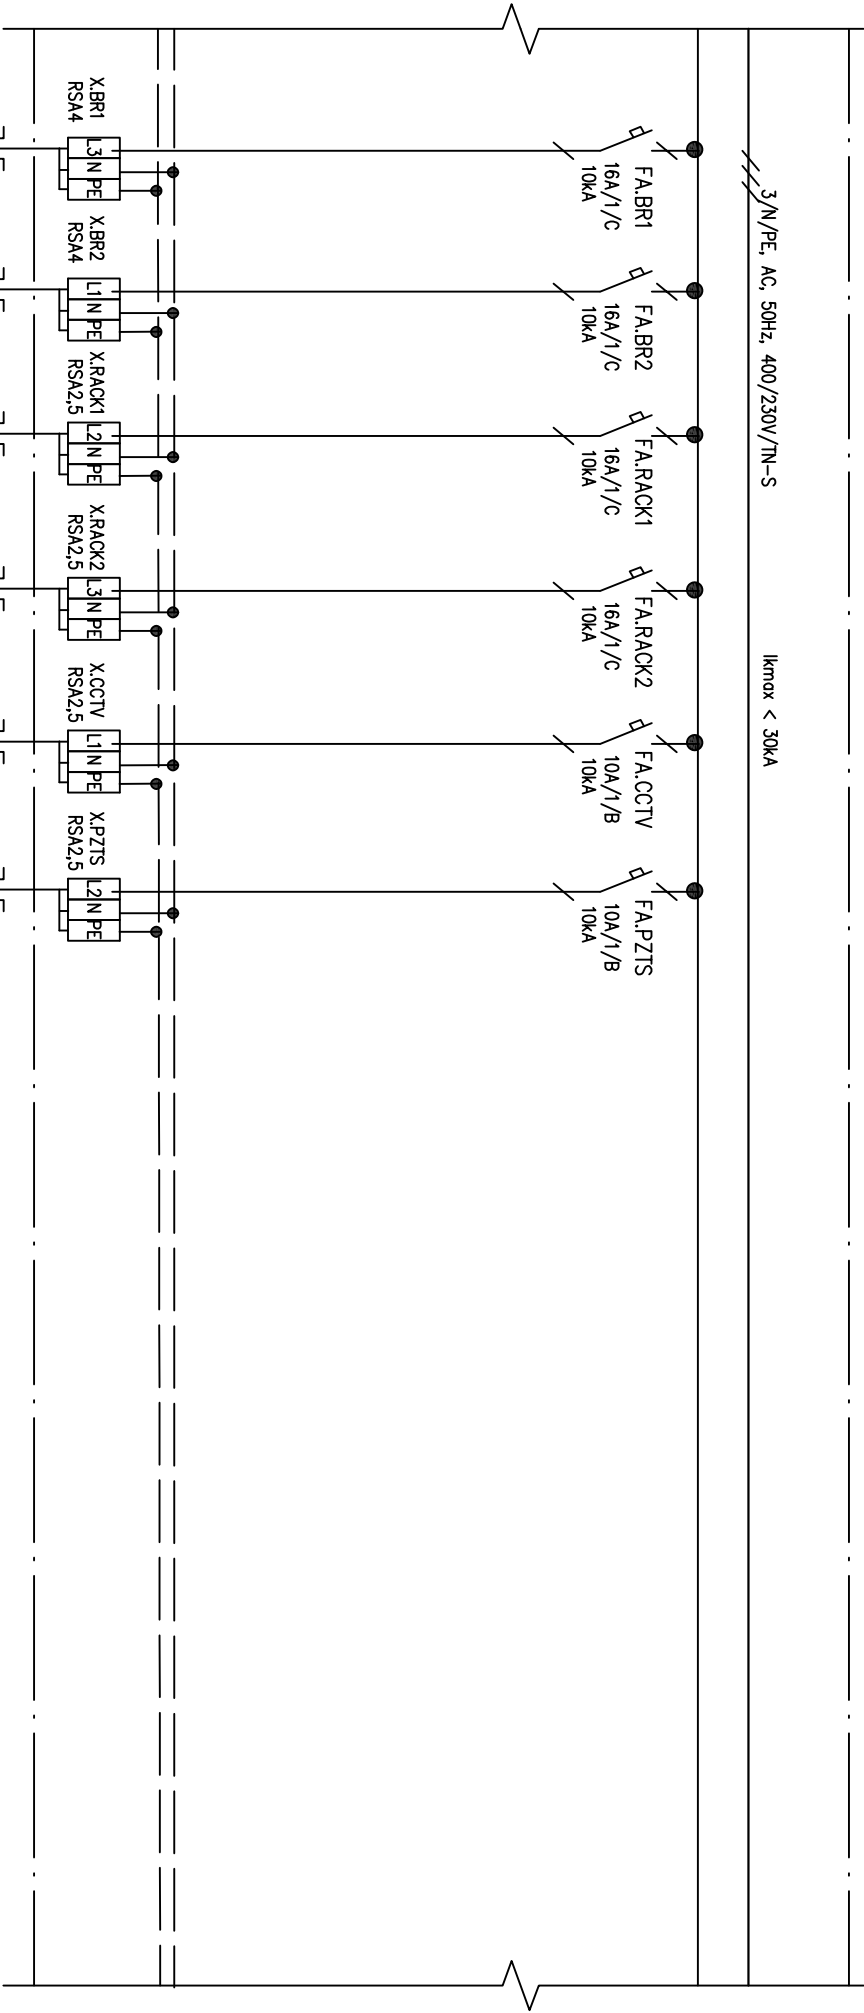 3/N/PE, AC, 50Hz, 400/230V/TN-S
Ikmax < 30kA
FA.BR1
16A/1/C
10kA
FA.BR2
16A/1/C
10kA
FA.RACK1
16A/1/C
10kA
FA.RACK2
16A/1/C
10kA
FA.CCTV
10A/1/B
10kA
FA.PZTS
10A/1/B
10kA
X.BR1
RSA4
L3 N PE
X.BR2
RSA4
L1 N PE
X.RACK1
RSA2,5
L2 N PE
X.RACK2
RSA2,5
L3 N PE
X.CCTV
RSA2,5
L1 N PE
X.PZTS
RSA2,5
L2 N PE